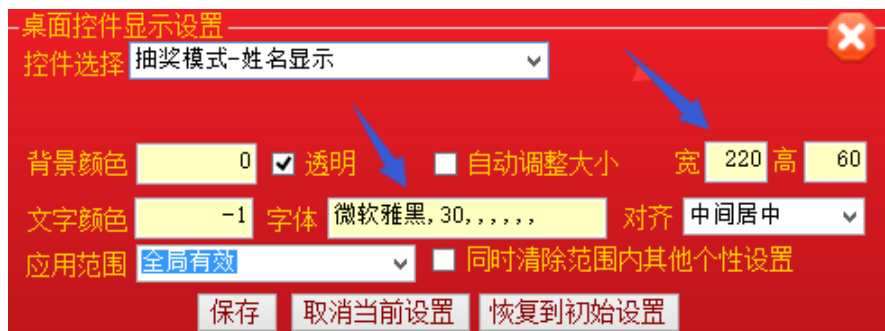 桌面控件显示设置
控件选择 抽奖模式-姓名显示
背景颜色 0 透明 自动调整大小 宽 220 高 60
文字颜色 -1 字体 微软雅黑,30,,,,,, 对齐 中间居中
应用范围 全局有效 同时清除范围内其他个性设置
保存 取消当前设置 恢复到初始设置